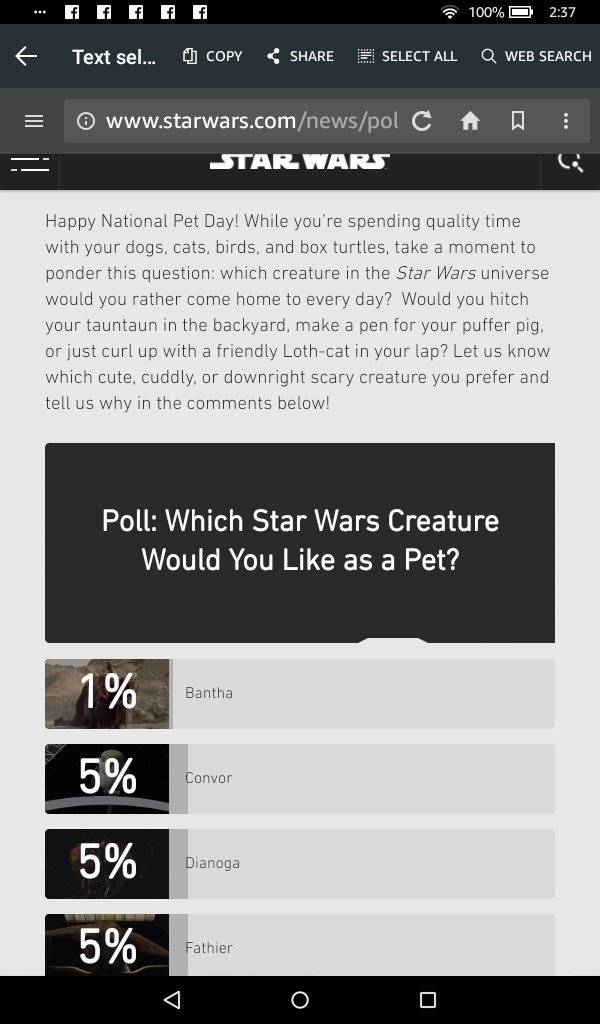 100% 2:37
Text sel... COPY SHARE SELECT ALL WEB SEARCH
www.starwars.com/news/pol
STAR WARS
Happy National Pet Day! While you’re spending quality time
with your dogs, cats, birds, and box turtles, take a moment to
ponder this question: which creature in the Star Wars universe
would you rather come home to every day?  Would you hitch
your tauntaun in the backyard, make a pen for your puffer pig,
or just curl up with a friendly Loth-cat in your lap? Let us know
which cute, cuddly, or downright scary creature you prefer and
tell us why in the comments below!
Poll: Which Star Wars Creature
Would You Like as a Pet?
1% Bantha
5% Convor
5% Dianoga
5% Fathier